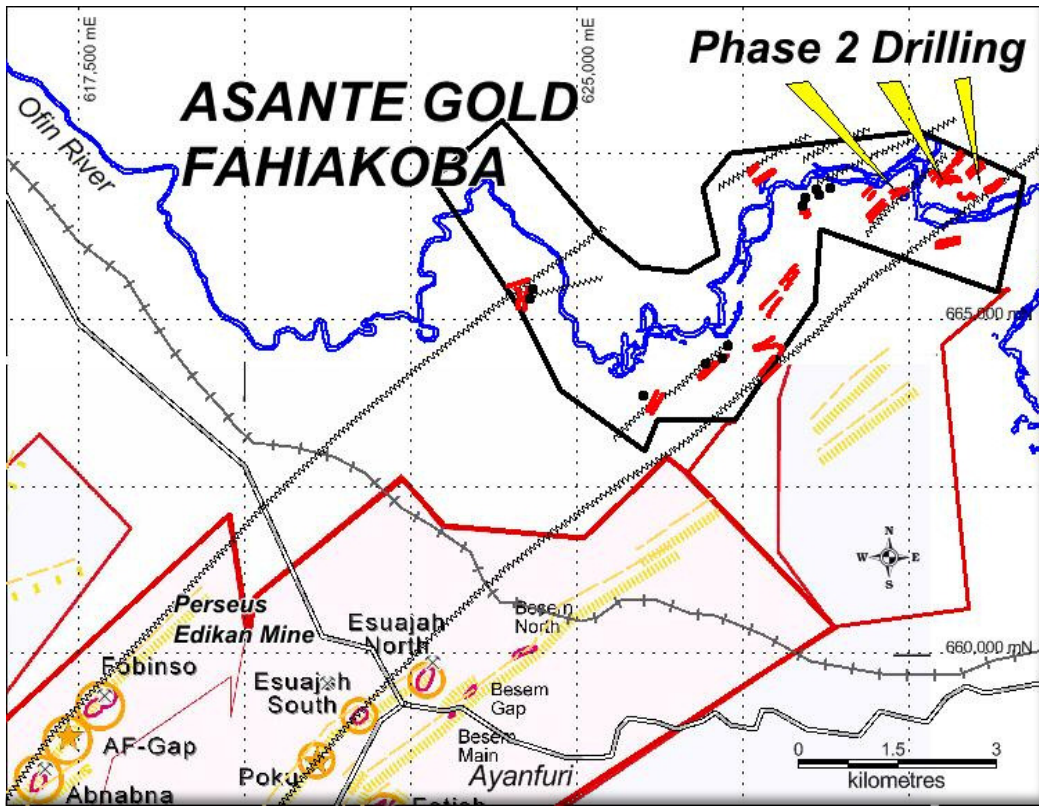 617,500 mE
625,000 mE
Phase 2 Drilling
ASANTE GOLD
FAHIAKOBA
Ofin River
665,000 mN
N
W E
S
Perseus
Edikan Mine
Esuajah
North
Besem
North
660,000 mN
Fobinso
Esuajah
South
Besem
Gap
AF-Gap
Besem
Main
Poku
Ayanfuri
0 1.5 3
kilometres
Abnabna